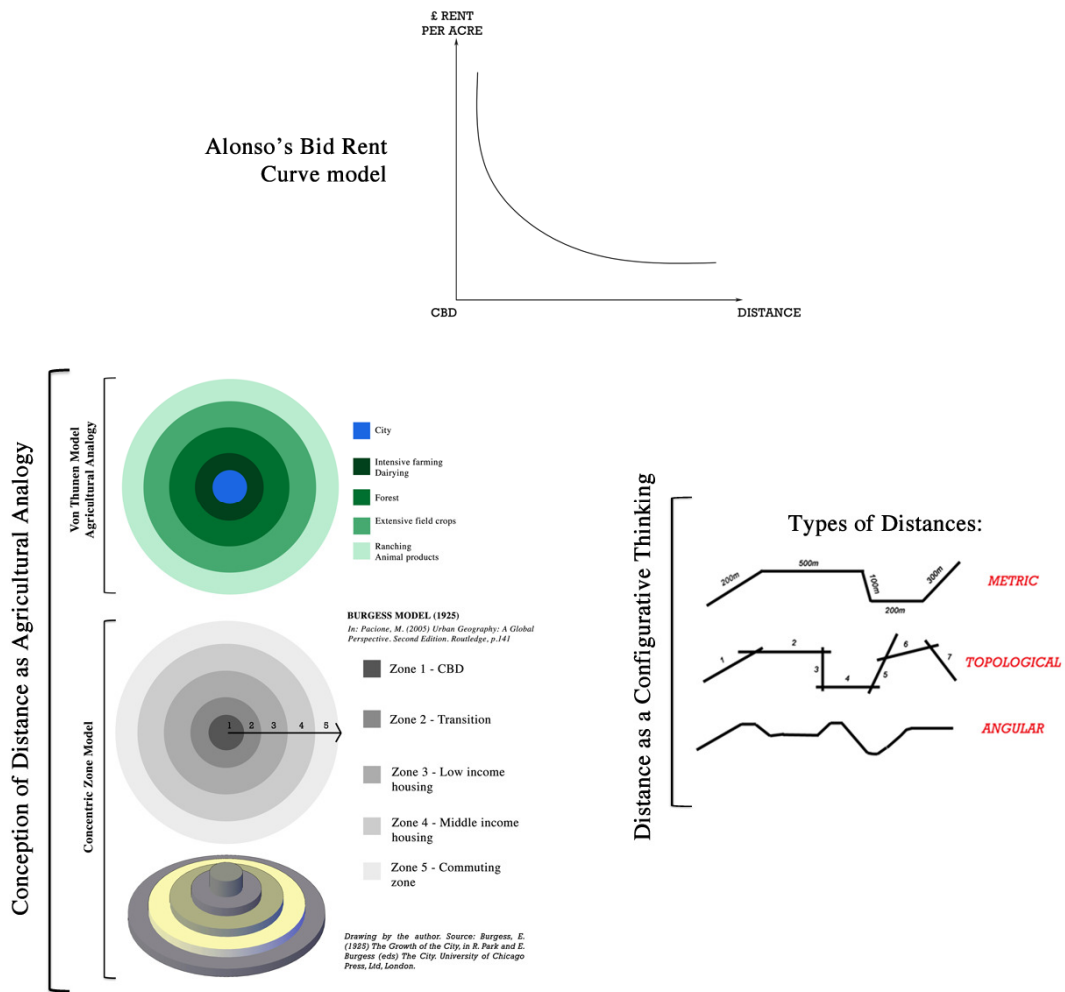 £ RENT
PER ACRE
Alonso's Bid Rent
Curve model
CBD
DISTANCE
Conception of Distance as Agricultural Analogy
Von Thunen Model
Agricultural Analogy
City
Intensive farming
Dairying
Forest
Extensive field crops
Ranching
Animal products
Concentric Zone Model
BURGESS MODEL (1925)
In: Pacione, M. (2005) Urban Geography: A Global
Perspective. Second Edition. Routledge, p.141
1 2 3 4 5
Zone 1 - CBD
Zone 2 - Transition
Zone 3 - Low income
housing
Zone 4 - Middle income
housing
Zone 5 - Commuting
zone
Drawing by the author. Source: Burgess, E.
(1925) The Growth of the City, in R. Park and E.
Burgess (eds) The City. University of Chicago
Press, Ltd, London.
Distance as a Configurative Thinking
Types of Distances:
200m
500m
100m
200m
300m
METRIC
1
2
3
4
5
6
7
TOPOLOGICAL
ANGULAR